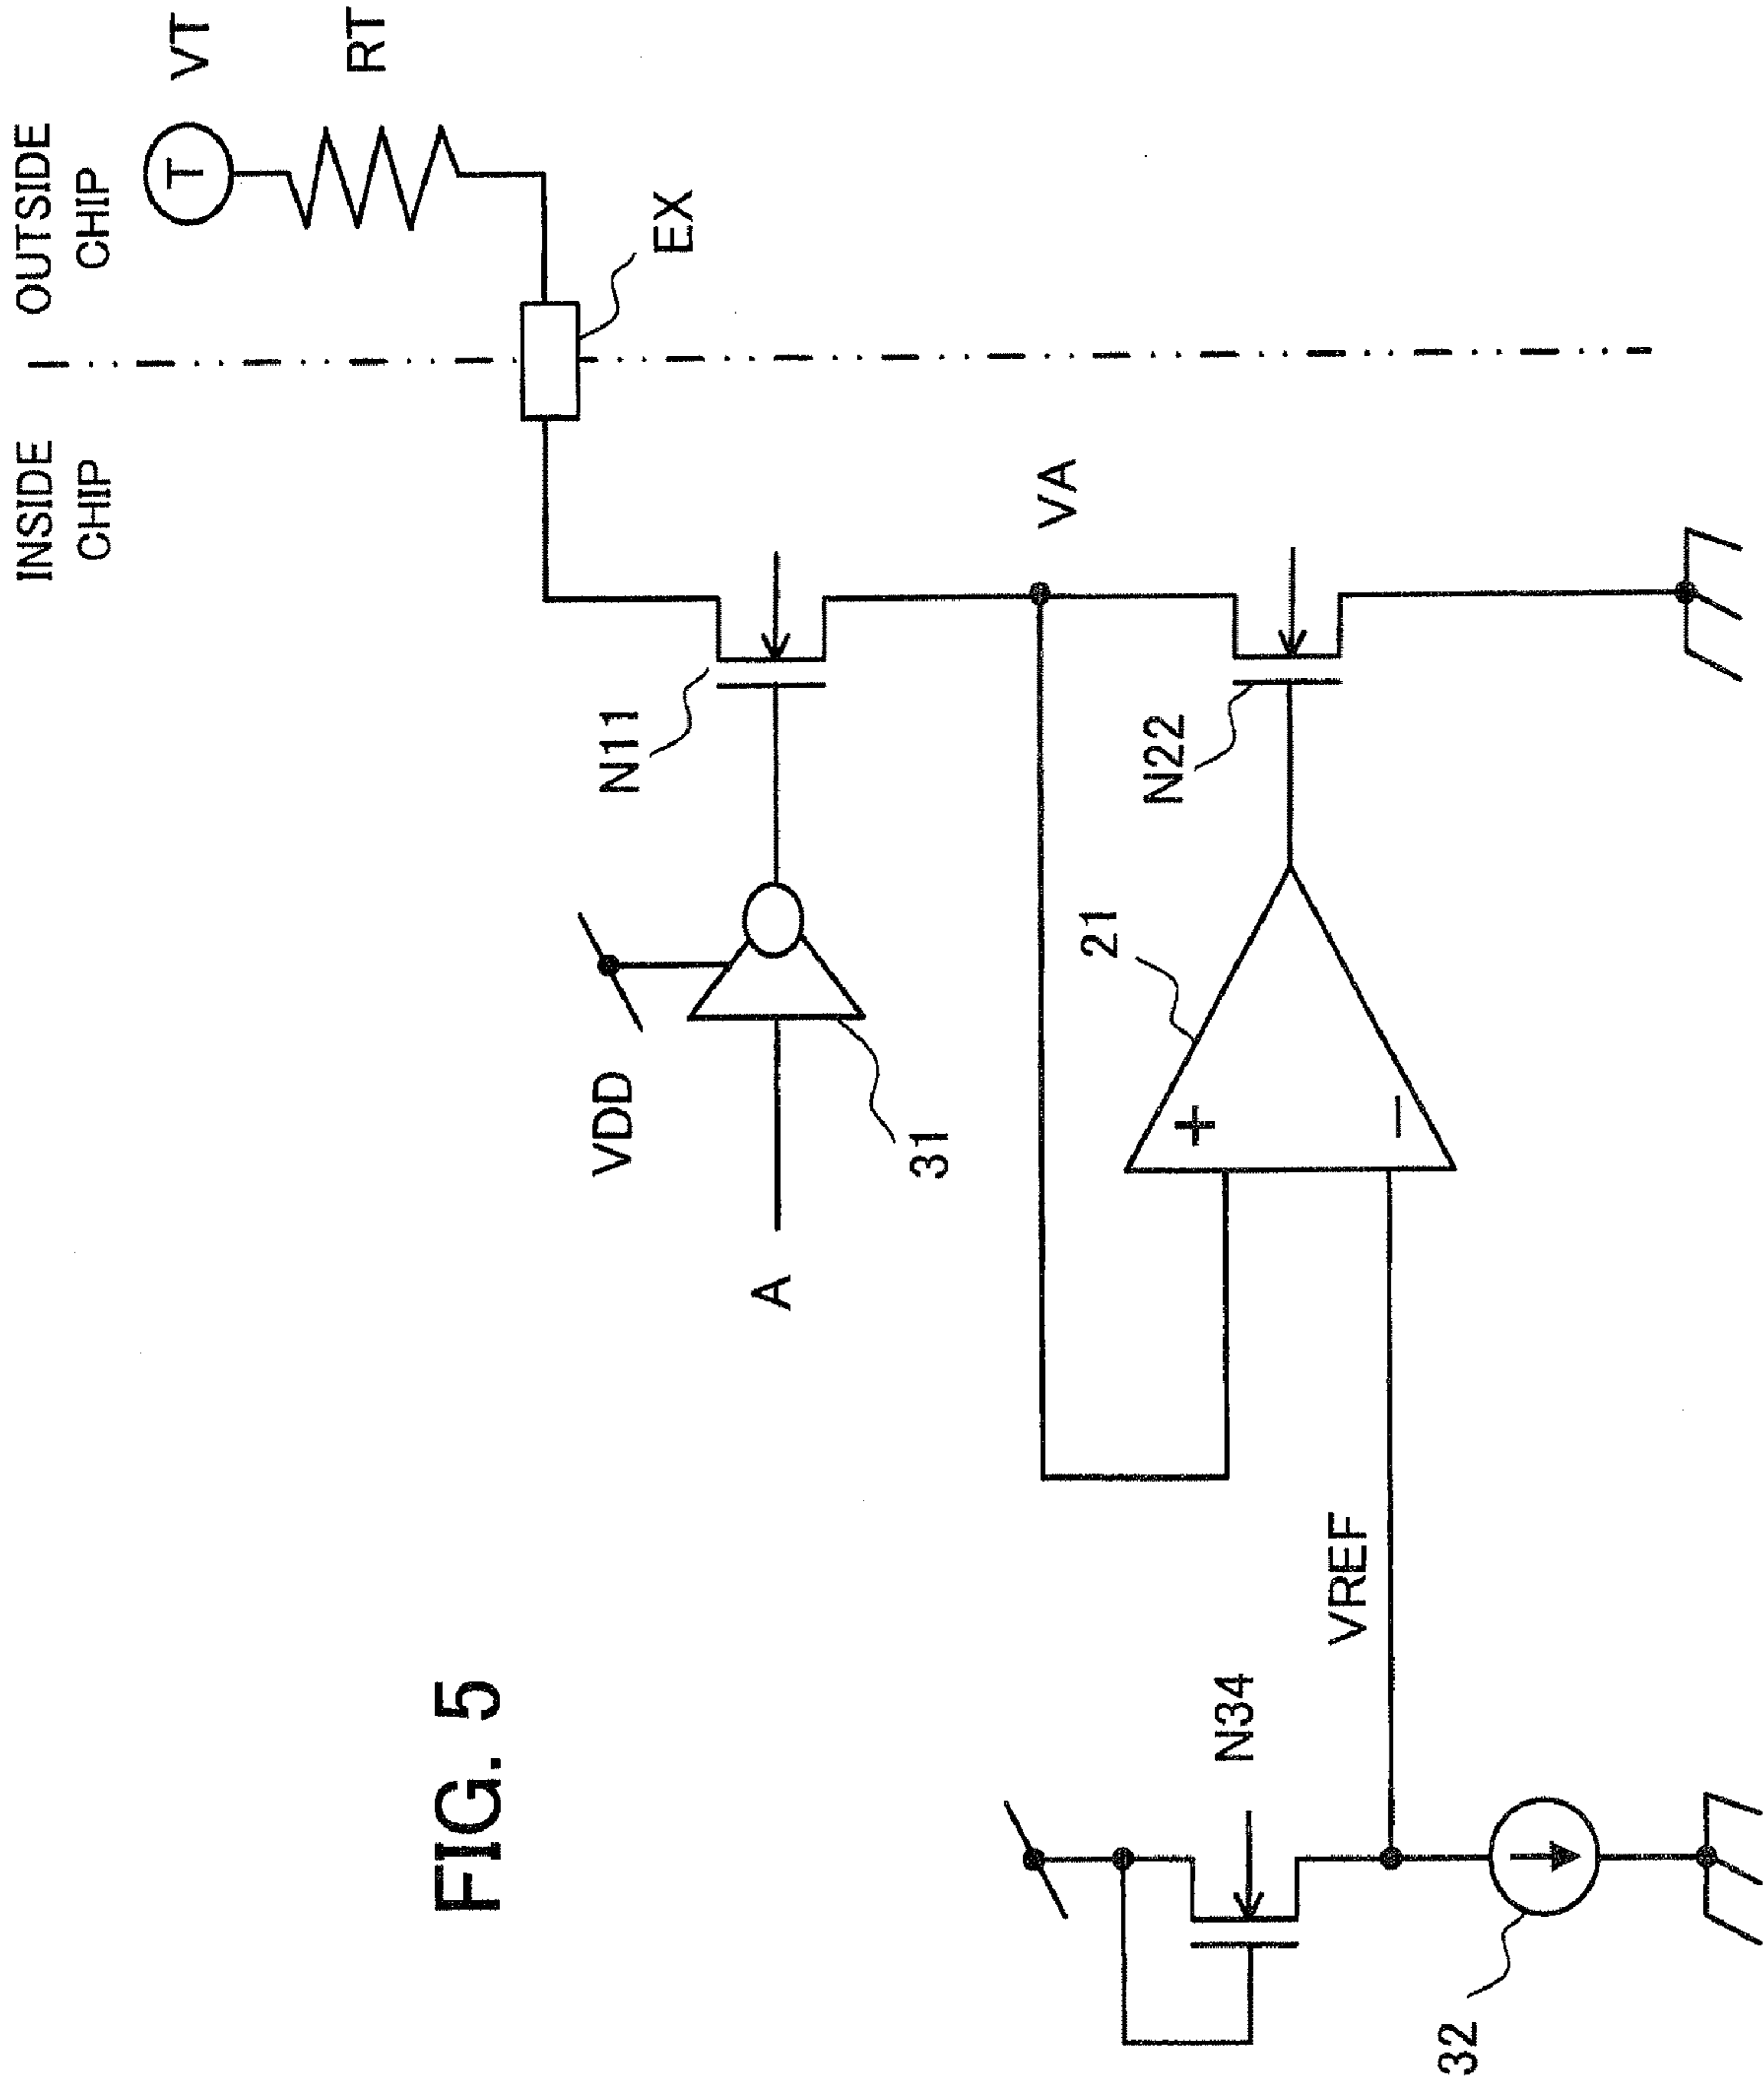 FIG. 5
INSIDE
CHIP
OUTSIDE
CHIP
T
VT
RT
EX
N11
VDD
A
31
VA
N22
21
+
−
VREF
N34
32